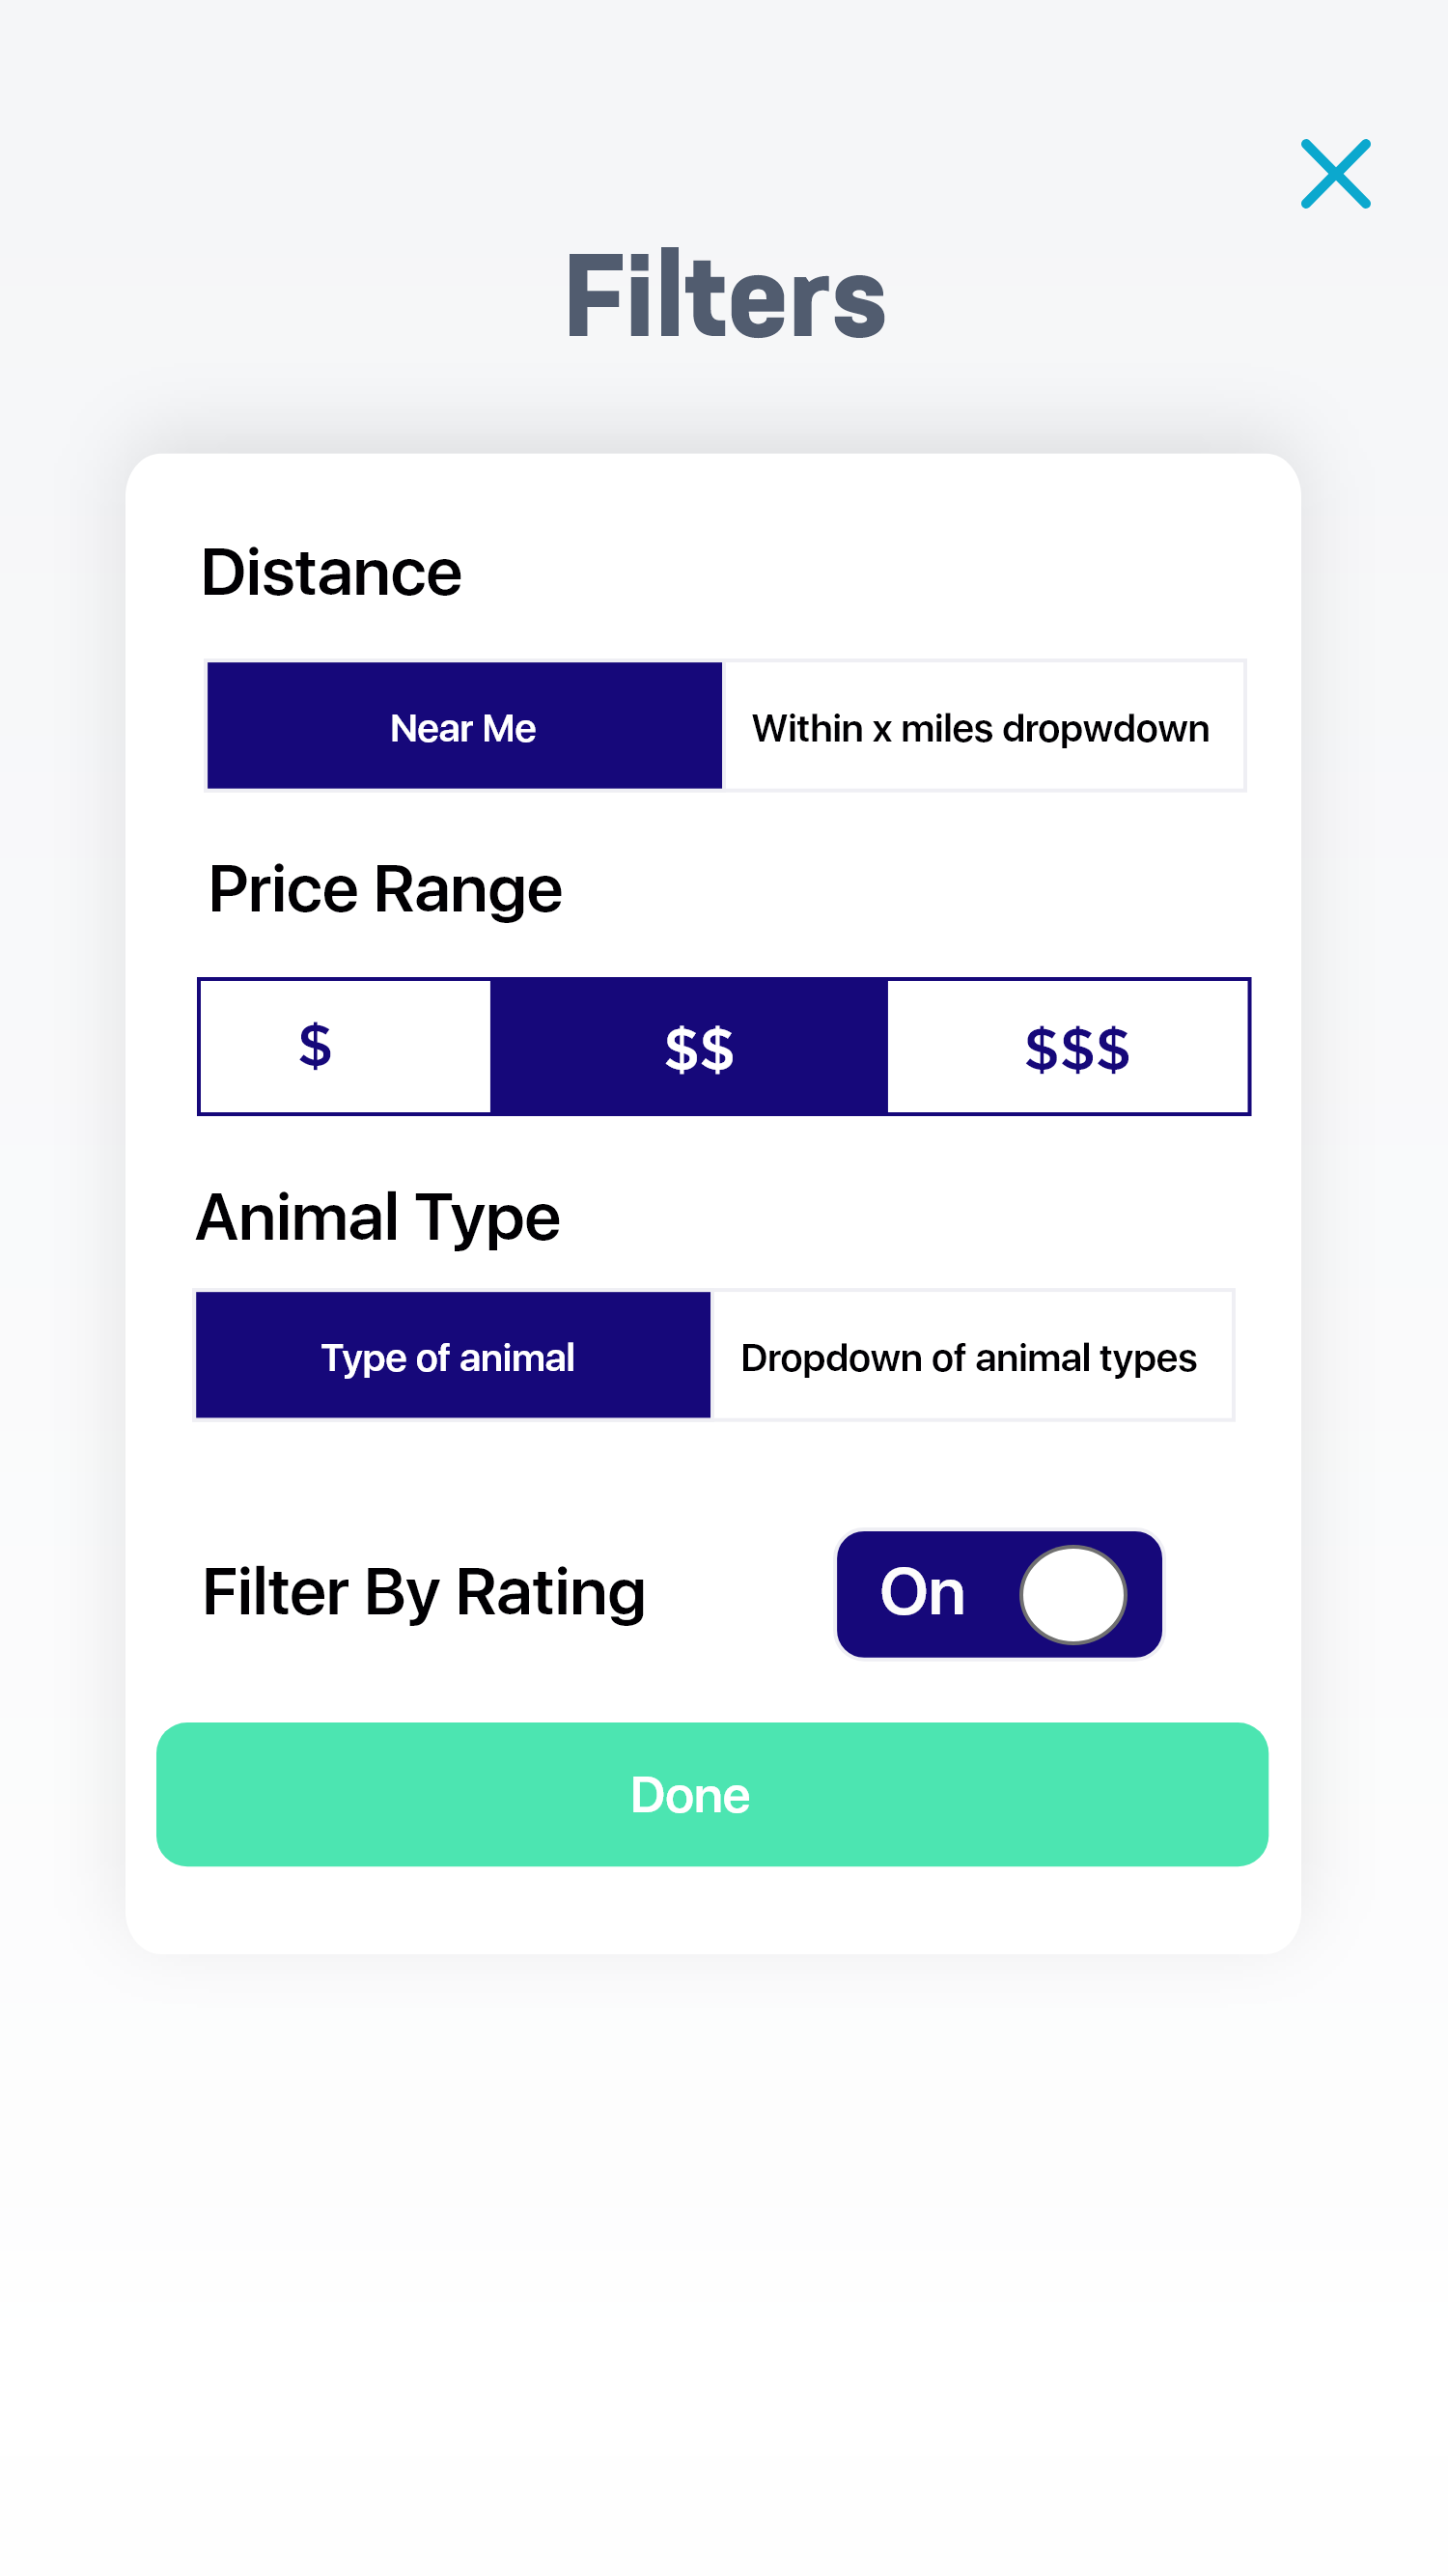 Filters
Distance
Near Me
Within x miles dropwdown
Price Range
$
$$
$$$
Animal Type
Type of animal
Dropdown of animal types
Filter By Rating
On
Done